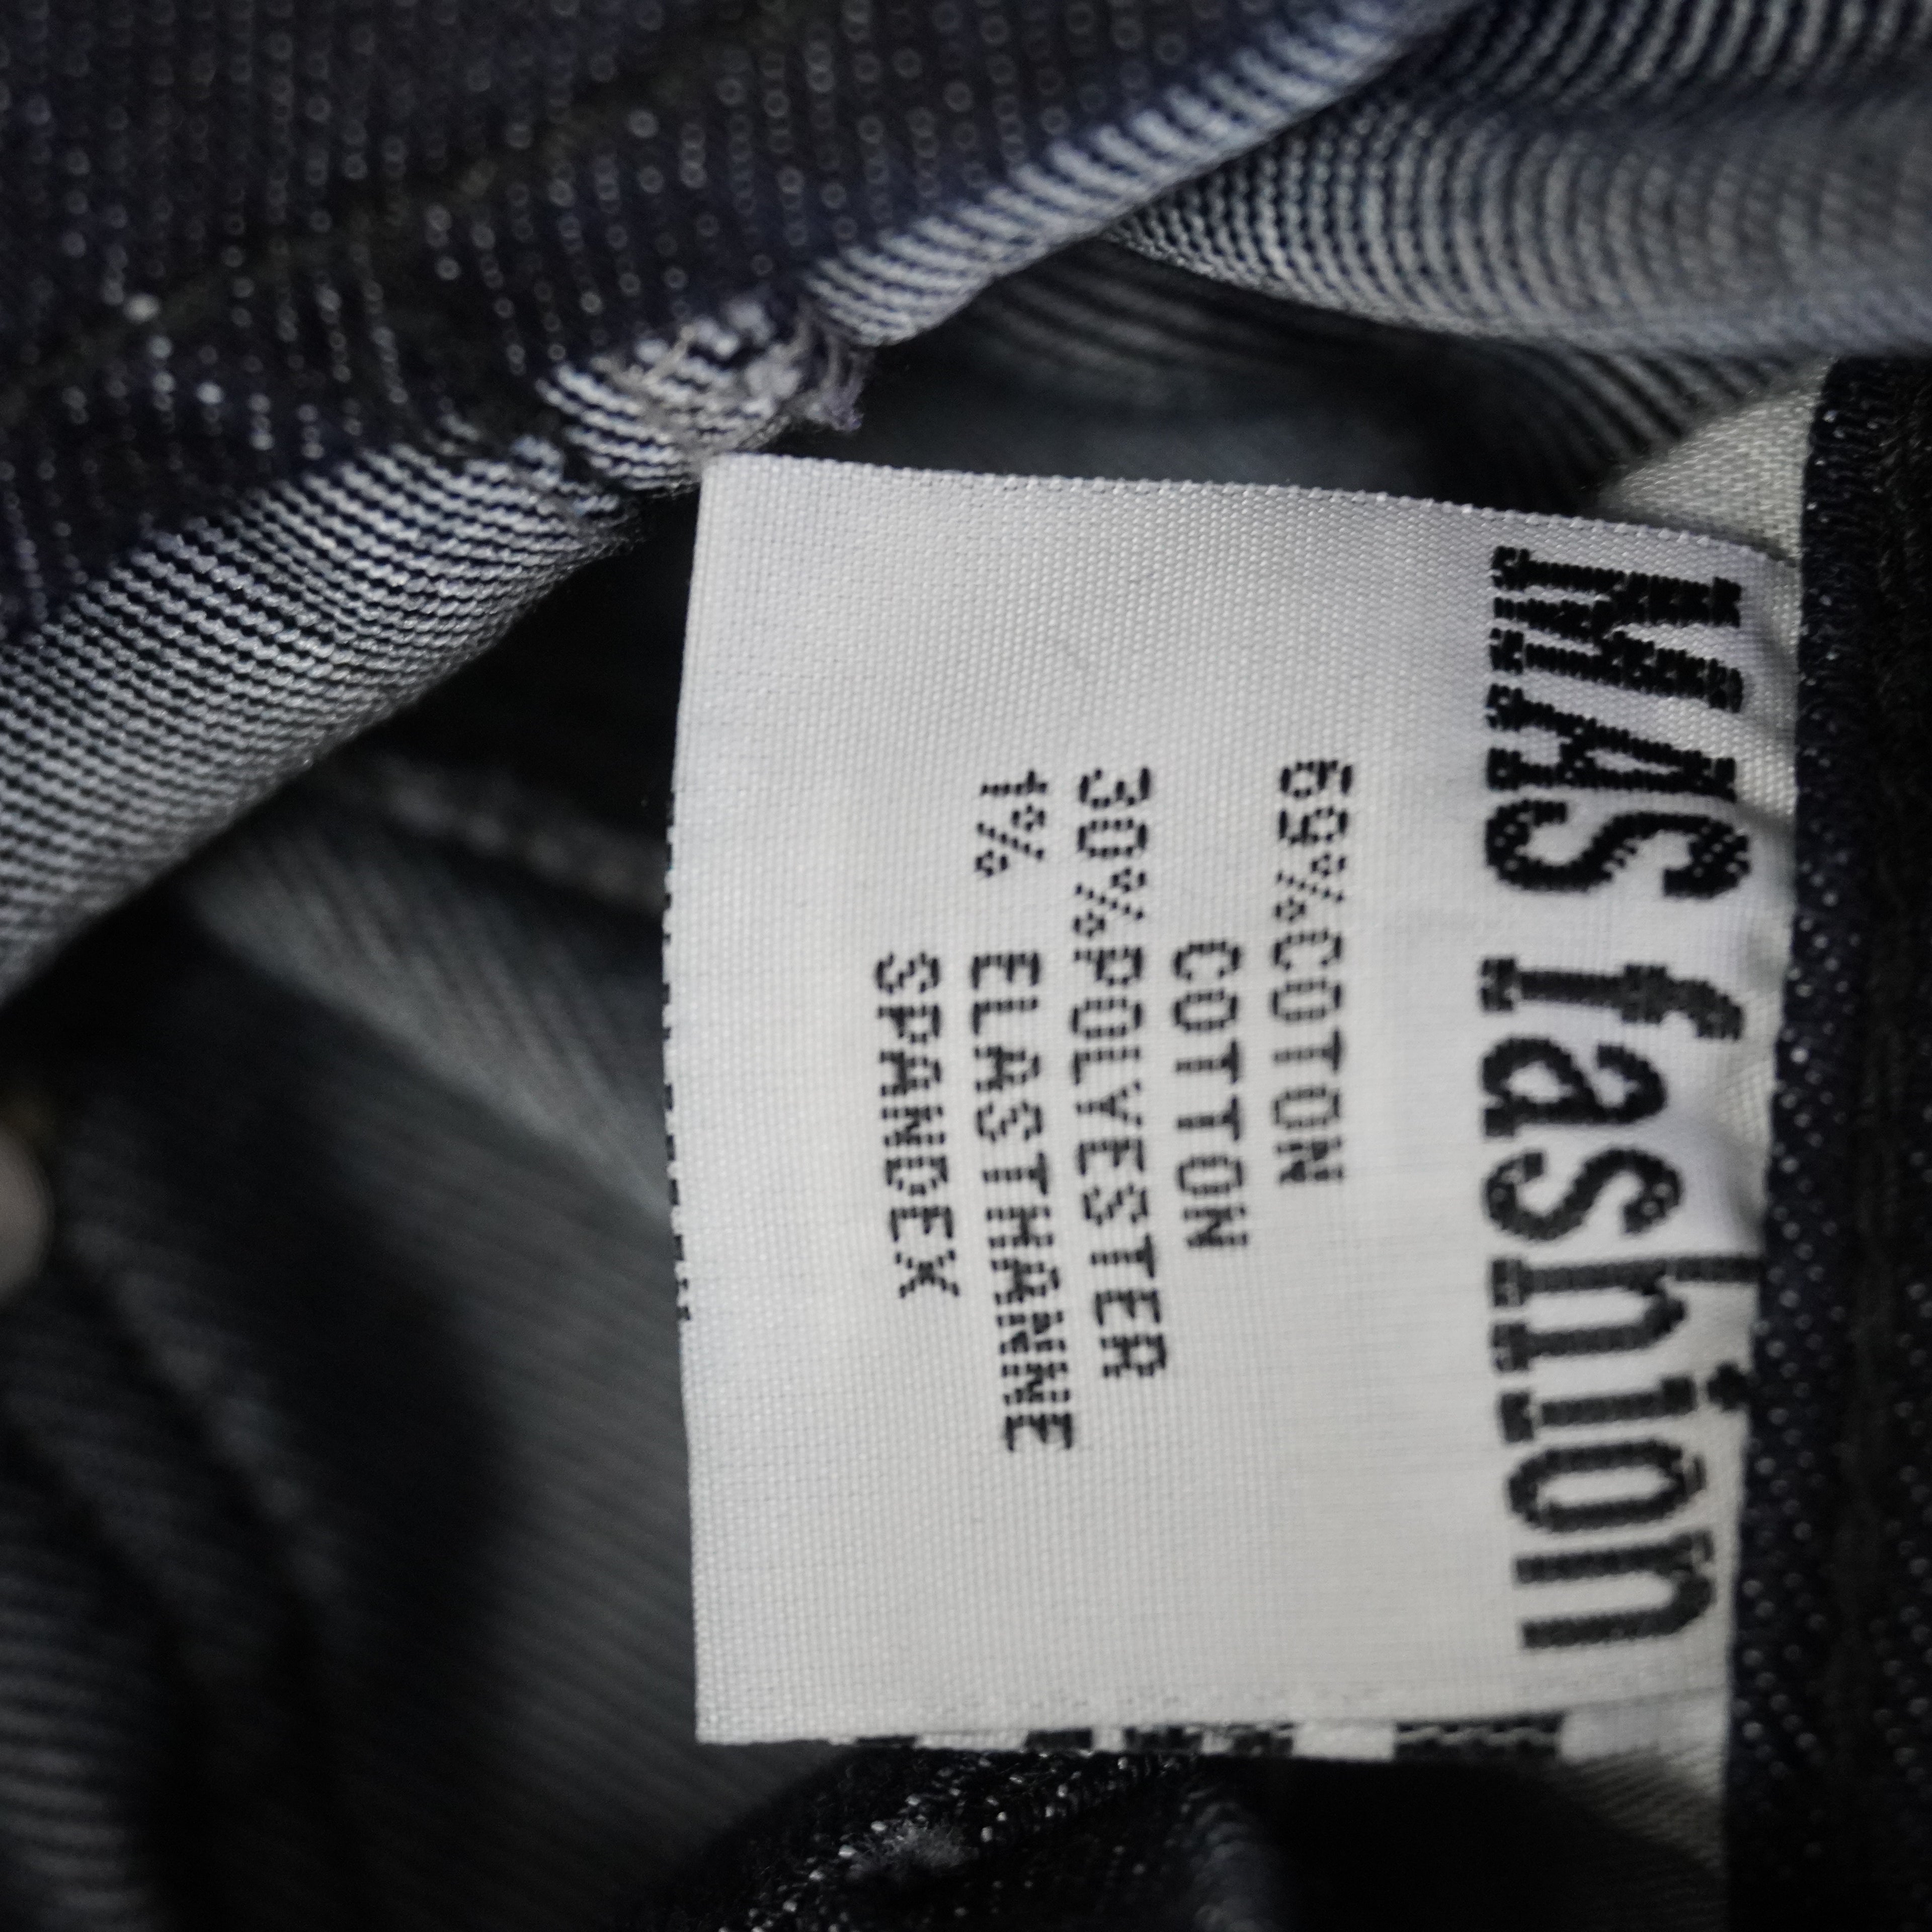 MAS fashion
69%COTON
COTTON
30%POLYESTER
1% ELASTHANNE
SPANDEX